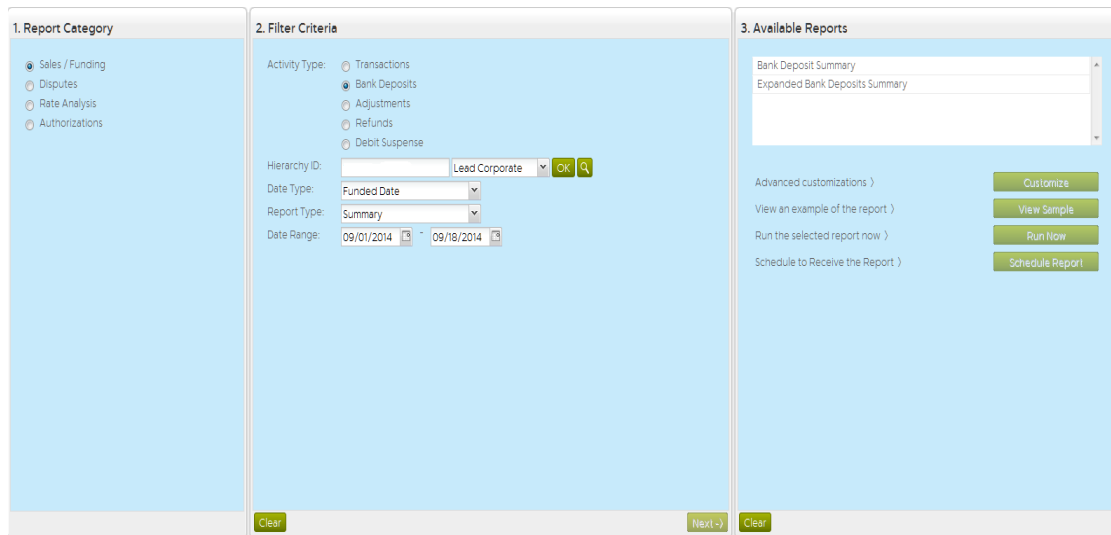 1. Report Category
Sales / Funding
Disputes
Rate Analysis
Authorizations
2. Filter Criteria
Activity Type: Transactions
Bank Deposits
Adjustments
Refunds
Debit Suspense
Hierarchy ID: Lead Corporate OK
Date Type: Funded Date
Report Type: Summary
Date Range: 09/01/2014 - 09/18/2014
Clear Next -)
3. Available Reports
Bank Deposit Summary
Expanded Bank Deposits Summary
Advanced customizations ) Customize
View an example of the report ) View Sample
Run the selected report now ) Run Now
Schedule to Receive the Report ) Schedule Report
Clear